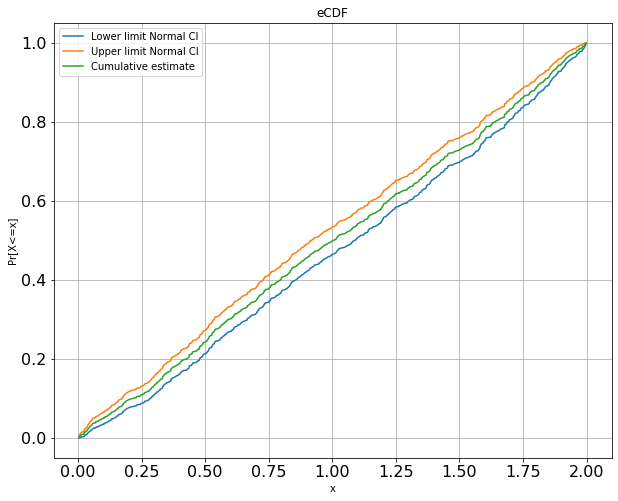 eCDF
Lower limit Normal CI
Upper limit Normal CI
Cumulative estimate
1.0
0.8
0.6
0.4
0.2
0.0
Pr[X<=x]
0.00 0.25 0.50 0.75 1.00 1.25 1.50 1.75 2.00
x